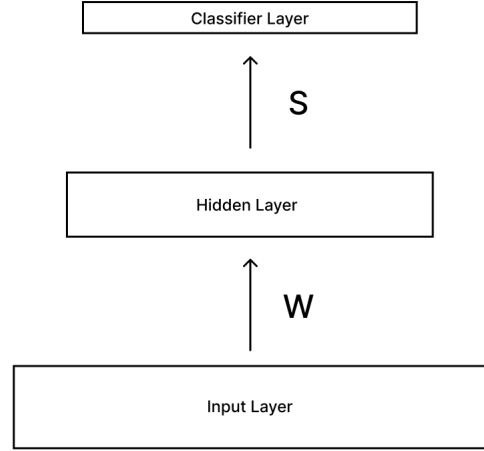 Classifier Layer
S
Hidden Layer
W
Input Layer